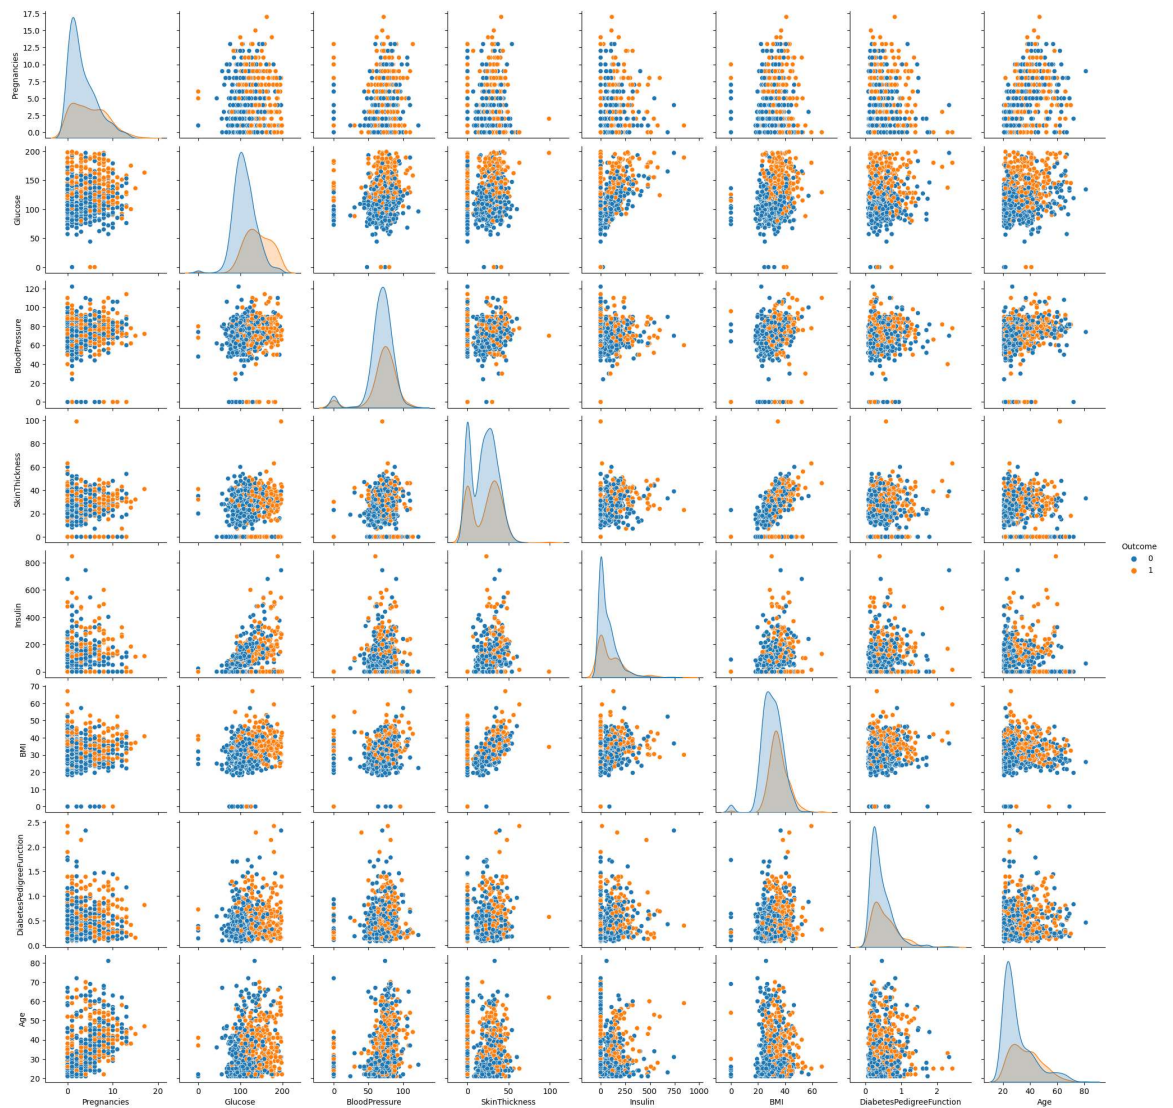 17.5
15.0
12.5
10.0
7.5
5.0
2.5
0.0
Pregnancies
200
150
100
50
0
Glucose
120
100
80
60
40
20
0
BloodPressure
100
80
60
40
20
0
SkinThickness
800
600
400
200
0
Insulin
70
60
50
40
30
20
10
0
BMI
2.5
2.0
1.5
1.0
0.5
0.0
DiabetesPedigreeFunction
80
70
60
50
40
30
20
Age
0 10
Pregnancies
0 100 200
Glucose
0 50 100
BloodPressure
0 50 100
SkinThickness
0 250 500 750 1000
Insulin
0 20 40 60
BMI
0 1 2
DiabetesPedigreeFunction
20 40 60 80
Age
Outcome
0
1